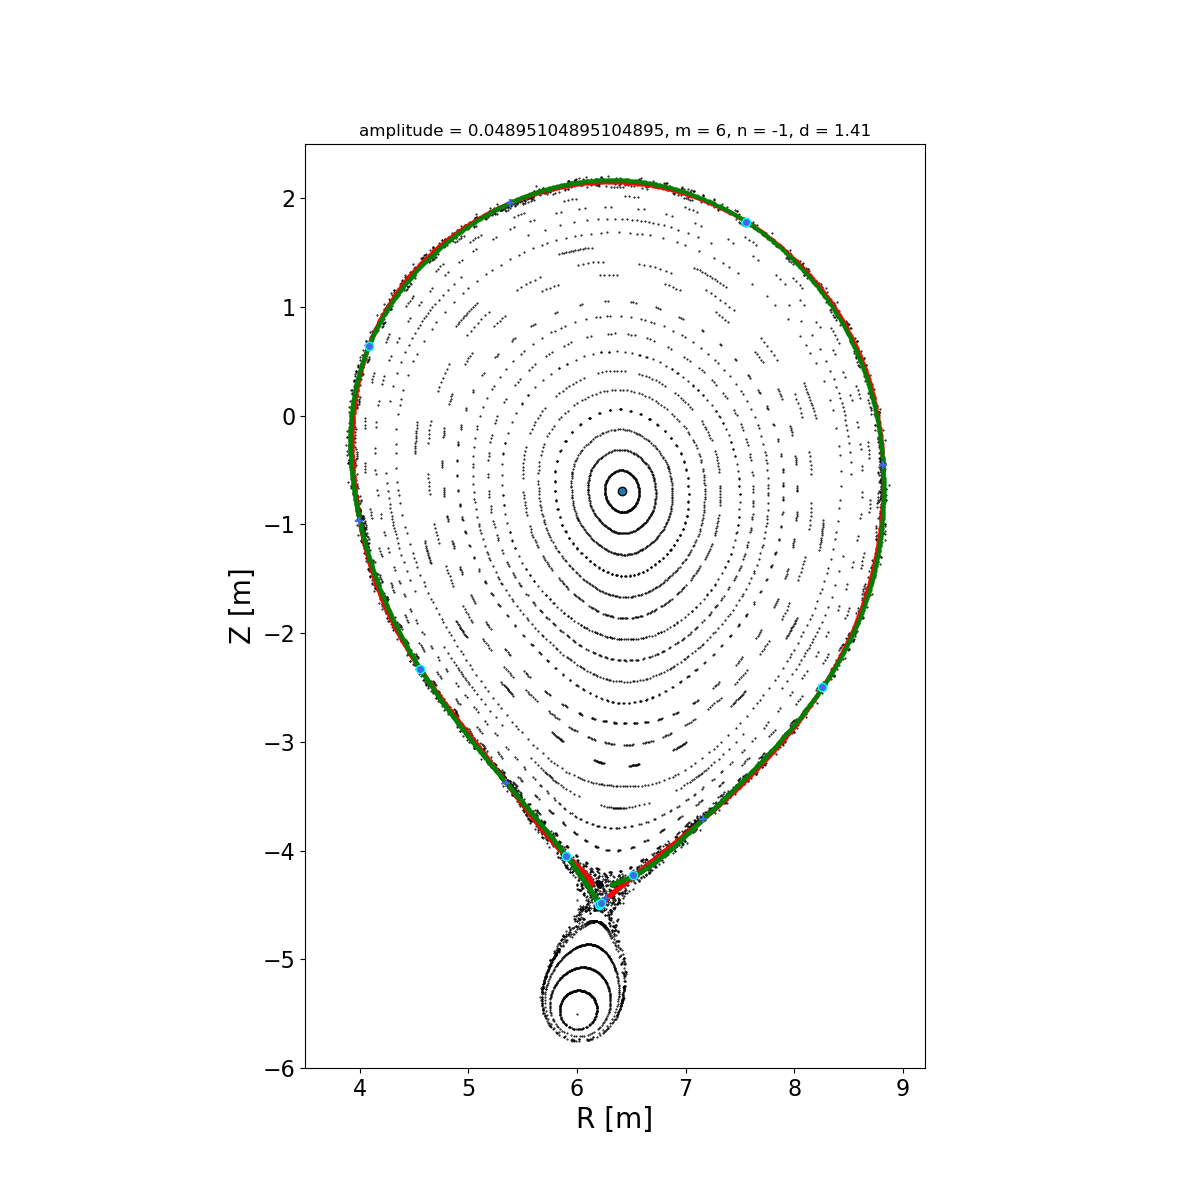 amplitude = 0.04895104895104895, m = 6, n = -1, d = 1.41
2
1
0
−1
−2
−3
−4
−5
−6
Z [m]
4 5 6 7 8 9
R [m]